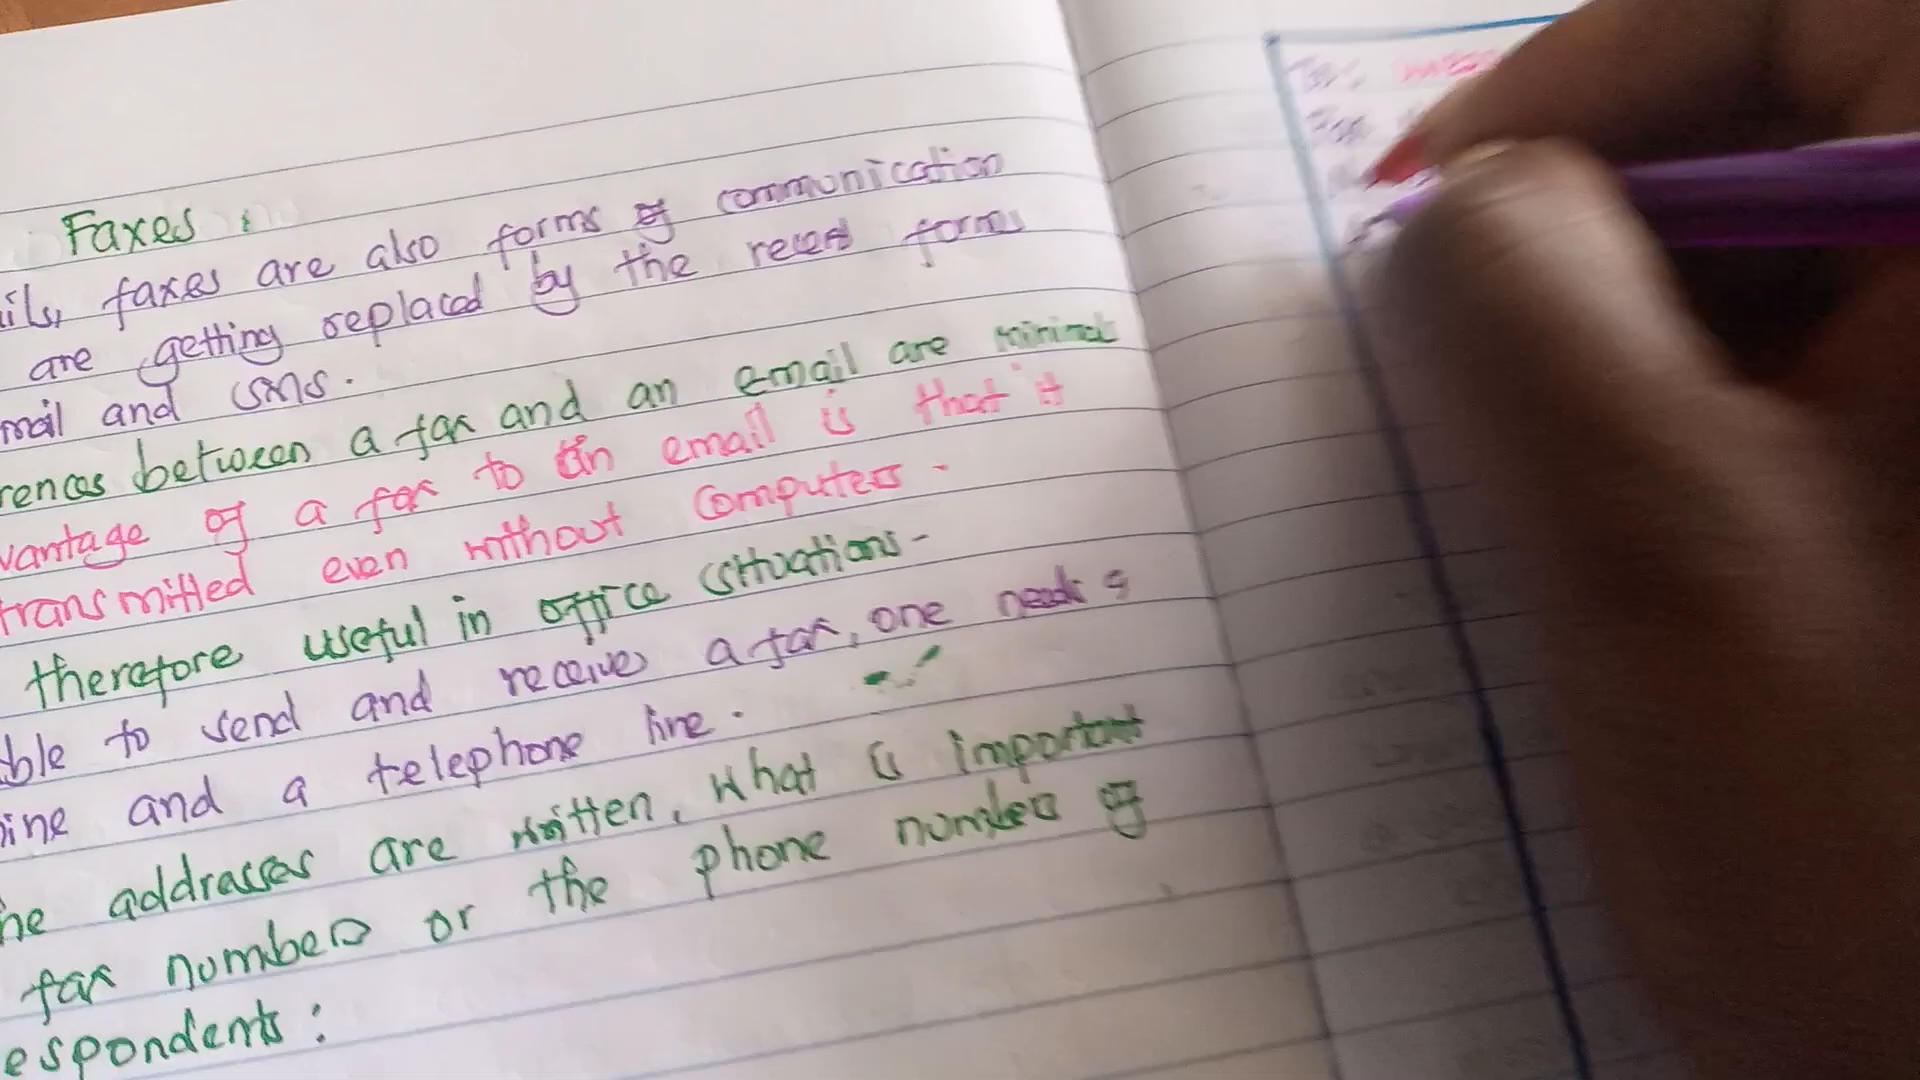 Faxes :
ils, faxes are also forms of communication
are getting replaced by the recent forms
mail and SMS.
rences between a fax and an email are minimal
vantage of a fax to an email is that it
transmitted even without computers.
therefore useful in office situations.
ble to send and receive a fax, one needs a
ine and a telephone line.
he addresses are written, what is important
fax numbers or the phone numbers of
espondents :
To:
Fax